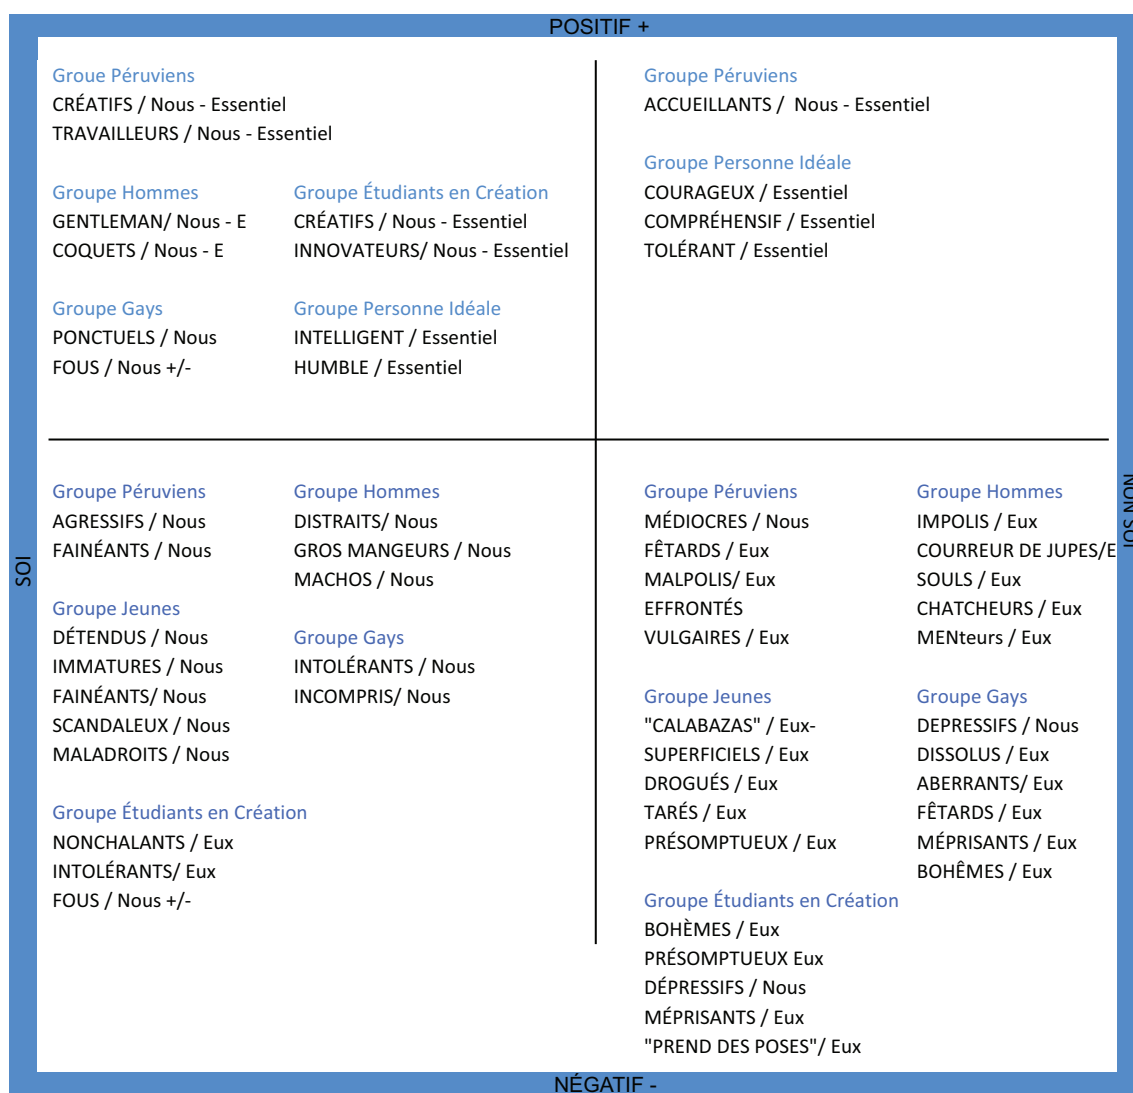 POSITIF +
Groue Péruviens
CRÉATIFS / Nous - Essentiel
TRAVAILLEURS / Nous - Essentiel
Groupe Hommes
GENTLEMAN/ Nous - E
COQUETS / Nous - E
Groupe Étudiants en Création
CRÉATIFS / Nous - Essentiel
INNOVATEURS/ Nous - Essentiel
Groupe Gays
PONCTUELS / Nous
FOUS / Nous +/-
Groupe Personne Idéale
INTELLIGENT / Essentiel
HUMBLE / Essentiel
Groupe Péruviens
ACCUEILLANTS /  Nous - Essentiel
Groupe Personne Idéale
COURAGEUX / Essentiel
COMPRÉHENSIF / Essentiel
TOLÉRANT / Essentiel
SOI
NON SOI
Groupe Péruviens
AGRESSIFS / Nous
FAINÉANTS / Nous
Groupe Jeunes
DÉTENDUS / Nous
IMMATURES / Nous
FAINÉANTS/ Nous
SCANDALEUX / Nous
MALADROITS / Nous
Groupe Étudiants en Création
NONCHALANTS / Eux
INTOLÉRANTS/ Eux
FOUS / Nous +/-
Groupe Hommes
DISTRAITS/ Nous
GROS MANGEURS / Nous
MACHOS / Nous
Groupe Gays
INTOLÉRANTS / Nous
INCOMPRIS/ Nous
Groupe Péruviens
MÉDIOCRES / Nous
FÊTARDS / Eux
MALPOLIS/ Eux
EFFRONTÉS
VULGAIRES / Eux
Groupe Jeunes
"CALABAZAS" / Eux-
SUPERFICIELS / Eux
DROGUÉS / Eux
TARÉS / Eux
PRÉSOMPTUEUX / Eux
Groupe Étudiants en Création
BOHÈMES / Eux
PRÉSOMPTUEUX Eux
DÉPRESSIFS / Nous
MÉPRISANTS / Eux
"PREND DES POSES"/ Eux
Groupe Hommes
IMPOLIS / Eux
COURREUR DE JUPES/E
SOULS / Eux
CHATCHEURS / Eux
MENteurs / Eux
Groupe Gays
DEPRESSIFS / Nous
DISSOLUS / Eux
ABERRANTS/ Eux
FÊTARDS / Eux
MÉPRISANTS / Eux
BOHÊMES / Eux
NÉGATIF -